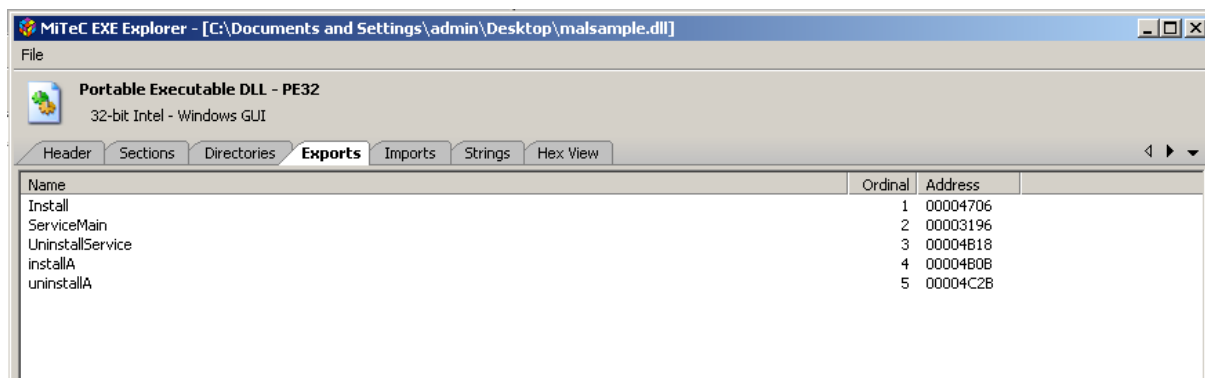 MiTeC EXE Explorer - [C:\Documents and Settings\admin\Desktop\malsample.dll]
File
Portable Executable DLL - PE32
32-bit Intel - Windows GUI
Header Sections Directories Exports Imports Strings Hex View
Name Ordinal Address
Install 1 00004706
ServiceMain 2 00003196
UninstallService 3 00004B18
installA 4 00004B0B
uninstallA 5 00004C2B